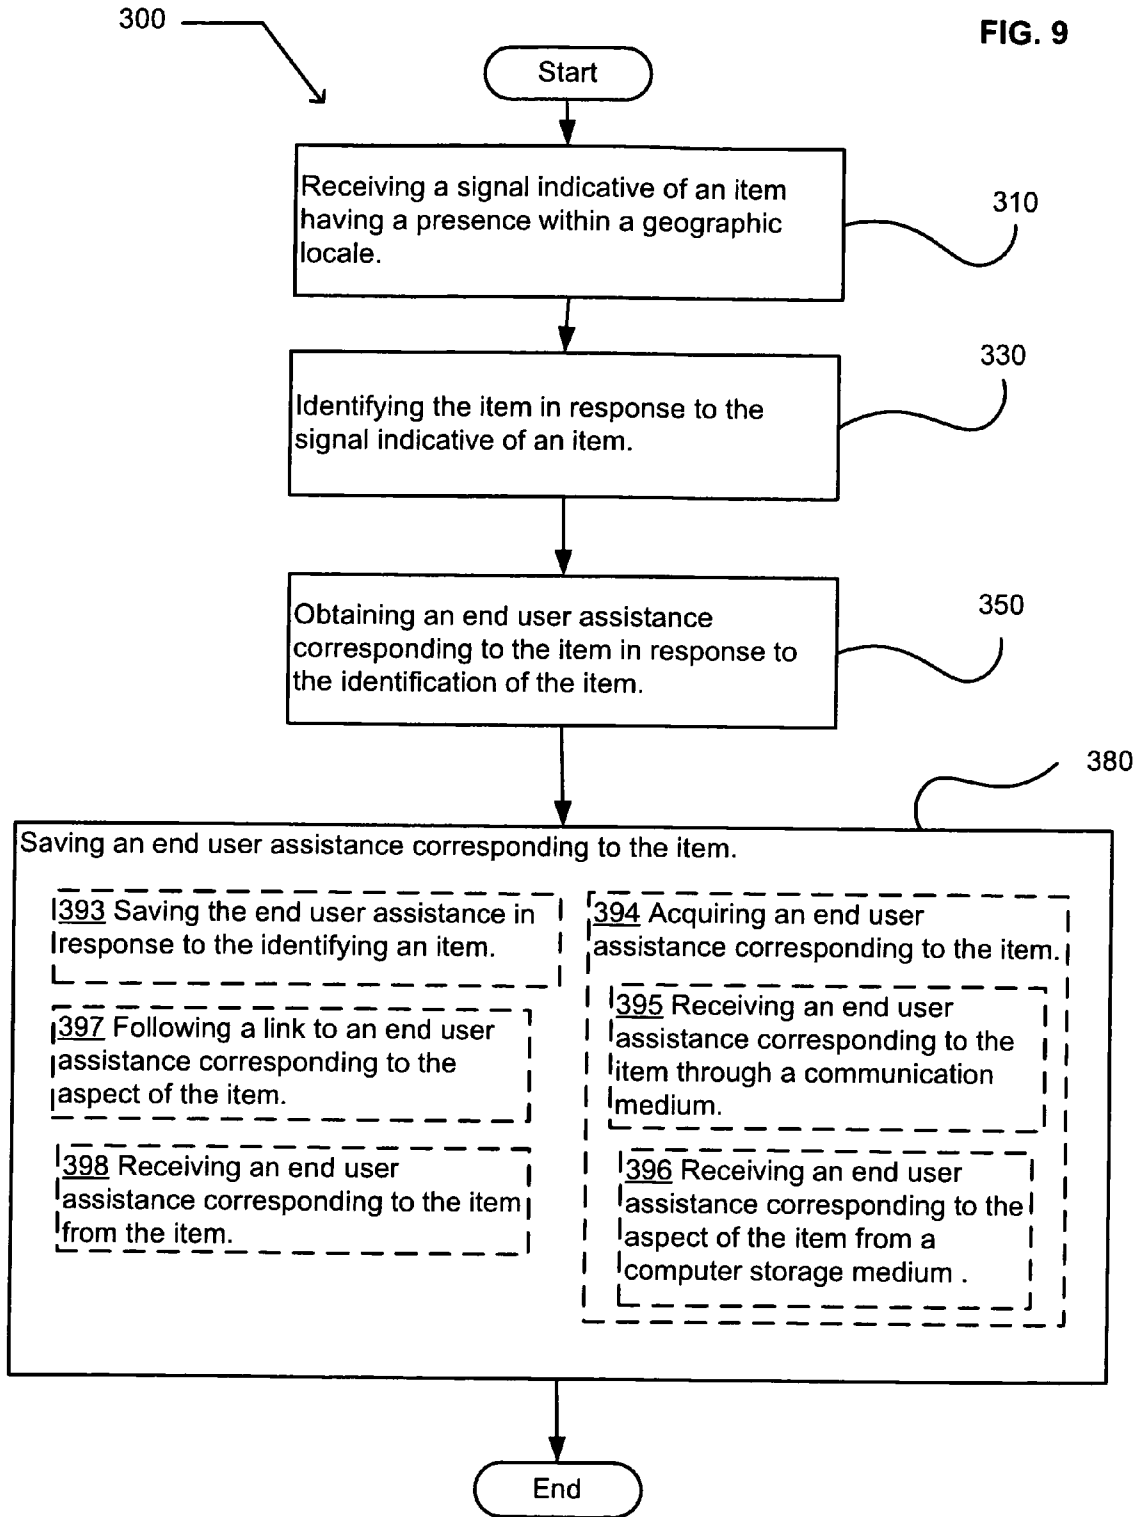 300
FIG. 9
Start
Receiving a signal indicative of an item
having a presence within a geographic
locale.
310
330
Identifying the item in response to the
signal indicative of an item.
350
Obtaining an end user assistance
corresponding to the item in response to
the identification of the item.
380
Saving an end user assistance corresponding to the item.
393 Saving the end user assistance in
response to the identifying an item.
397 Following a link to an end user
assistance corresponding to the
aspect of the item.
398 Receiving an end user
assistance corresponding to the item
from the item.
394 Acquiring an end user
assistance corresponding to the item.
395 Receiving an end user
assistance corresponding to the
item through a communication
medium.
396 Receiving an end user
assistance corresponding to the
aspect of the item from a
computer storage medium .
End